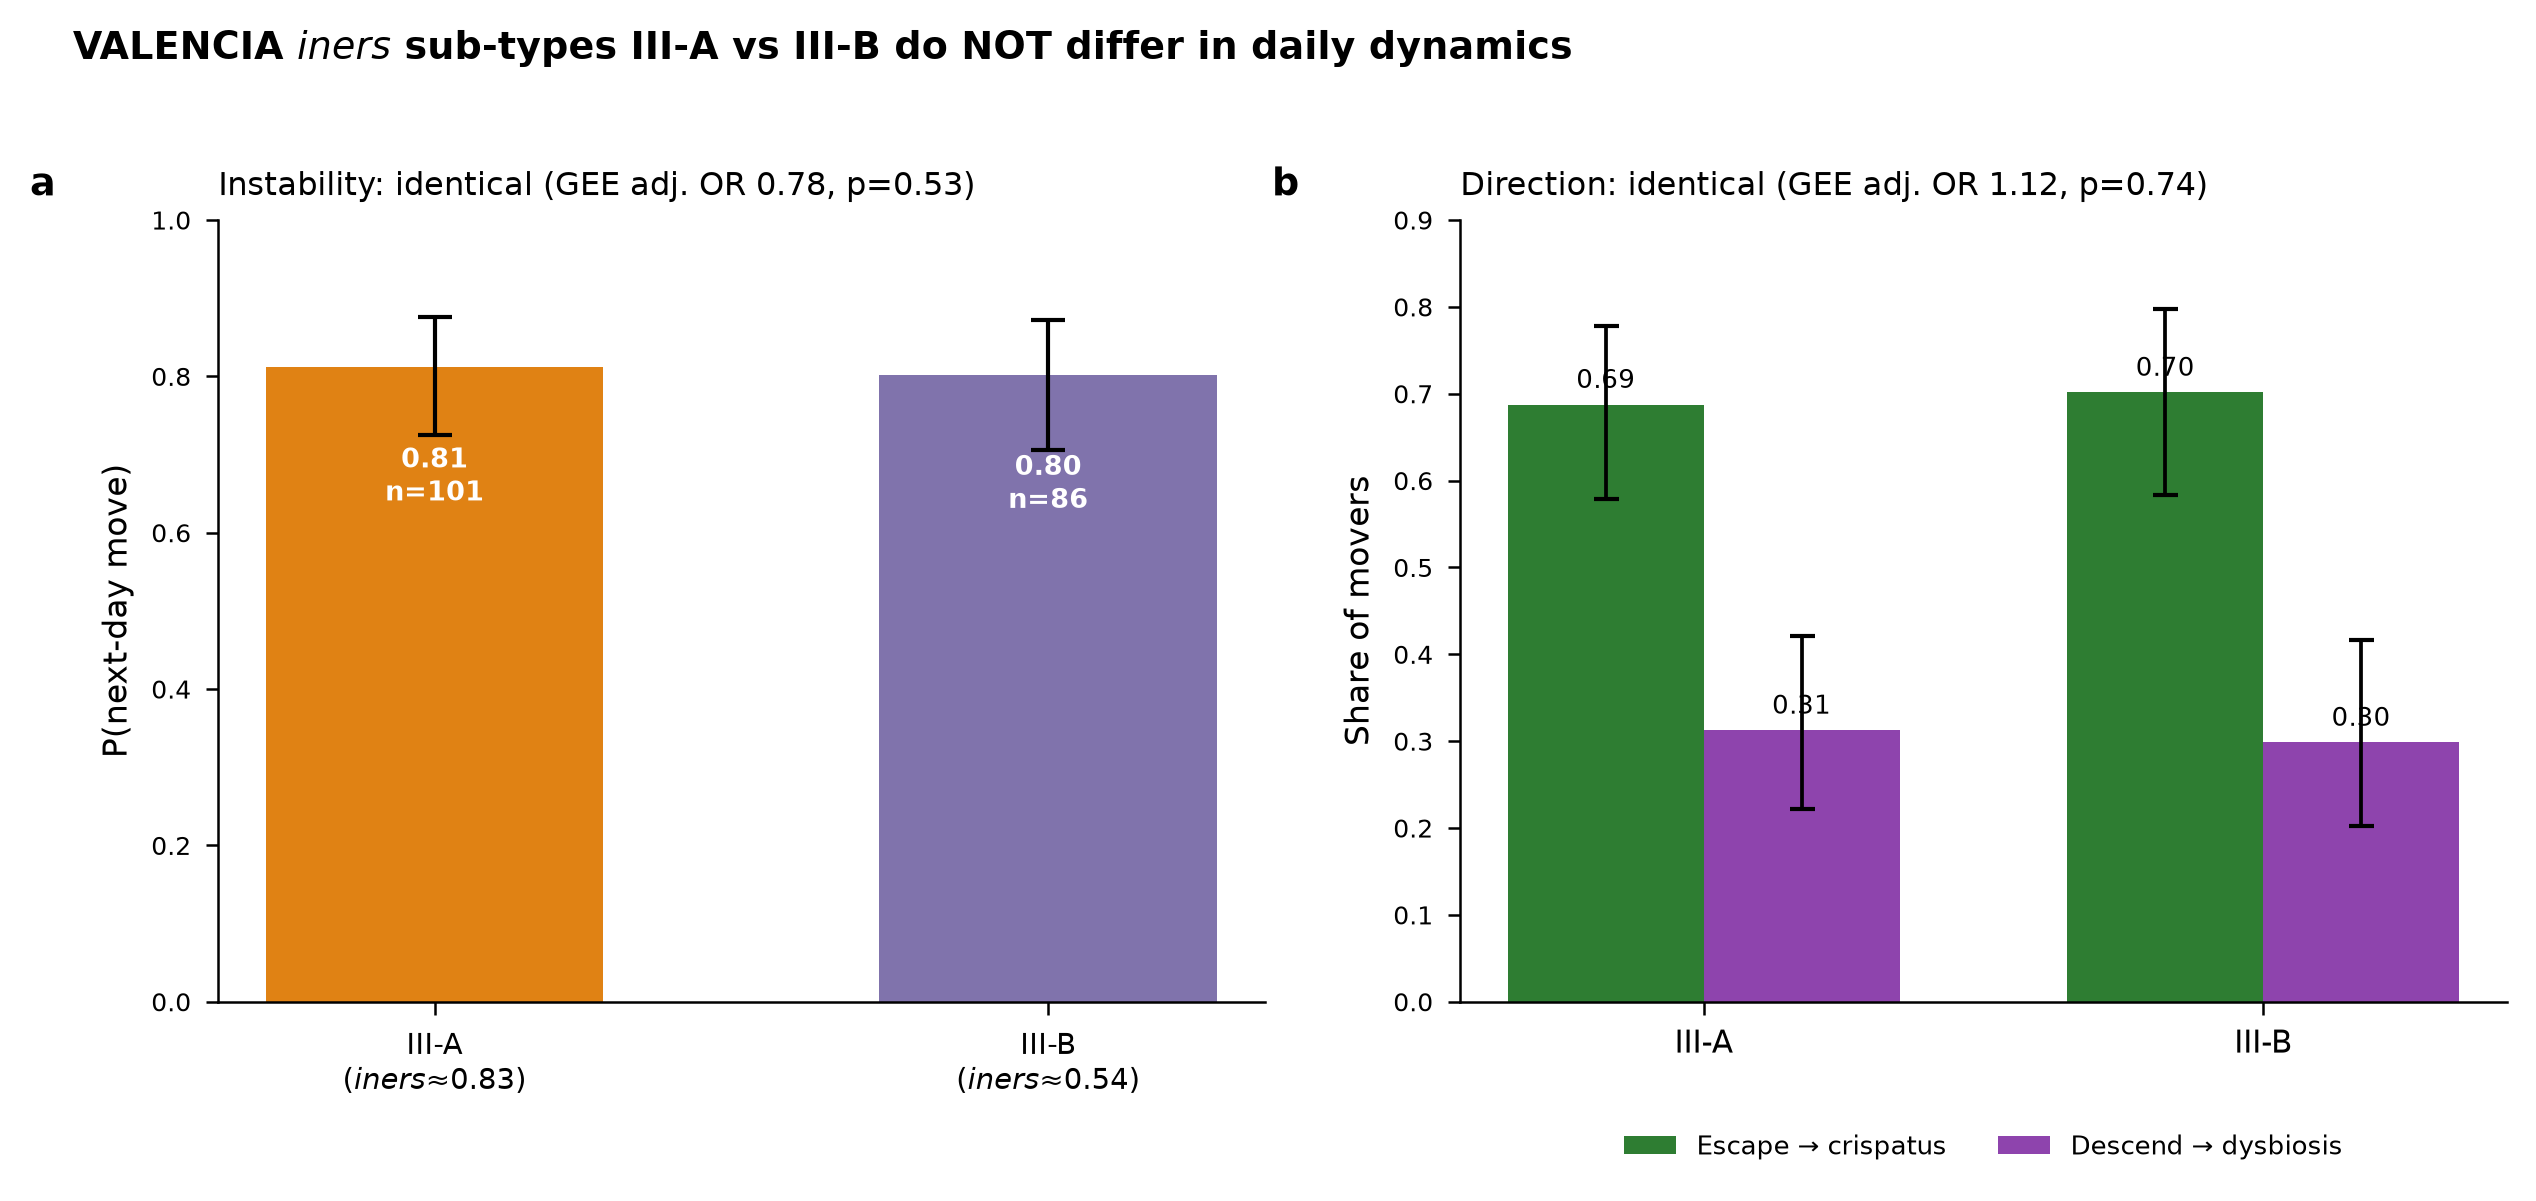 VALENCIA iners sub-types III-A vs III-B do NOT differ in daily dynamics
a
Instability: identical (GEE adj. OR 0.78, p=0.53)
P(next-day move)
1.0
0.8
0.6
0.4
0.2
0.0
0.81
n=101
0.80
n=86
III-A
(iners≈0.83)
III-B
(iners≈0.54)
b
Direction: identical (GEE adj. OR 1.12, p=0.74)
Share of movers
0.9
0.8
0.7
0.6
0.5
0.4
0.3
0.2
0.1
0.0
0.69
0.31
0.70
0.30
III-A
III-B
Escape → crispatus
Descend → dysbiosis